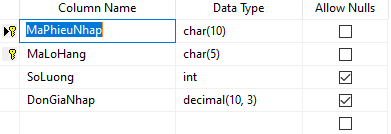 Column Name Data Type Allow Nulls
MaPhieuNhap char(10)
MaLoHang char(5)
SoLuong int
DonGiaNhap decimal(10, 3)